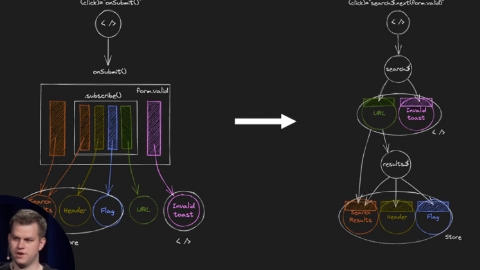 (click)="onSubmit()"
</>
onSubmit()
form.valid
.subscribe()
Search
Results
Header
Flag
URL
Invalid
toast
</>
(click)="search$.next(form.valid)"
</>
search$
URL
Invalid
toast
</>
results$
Search
Results
Header
Flag
Store